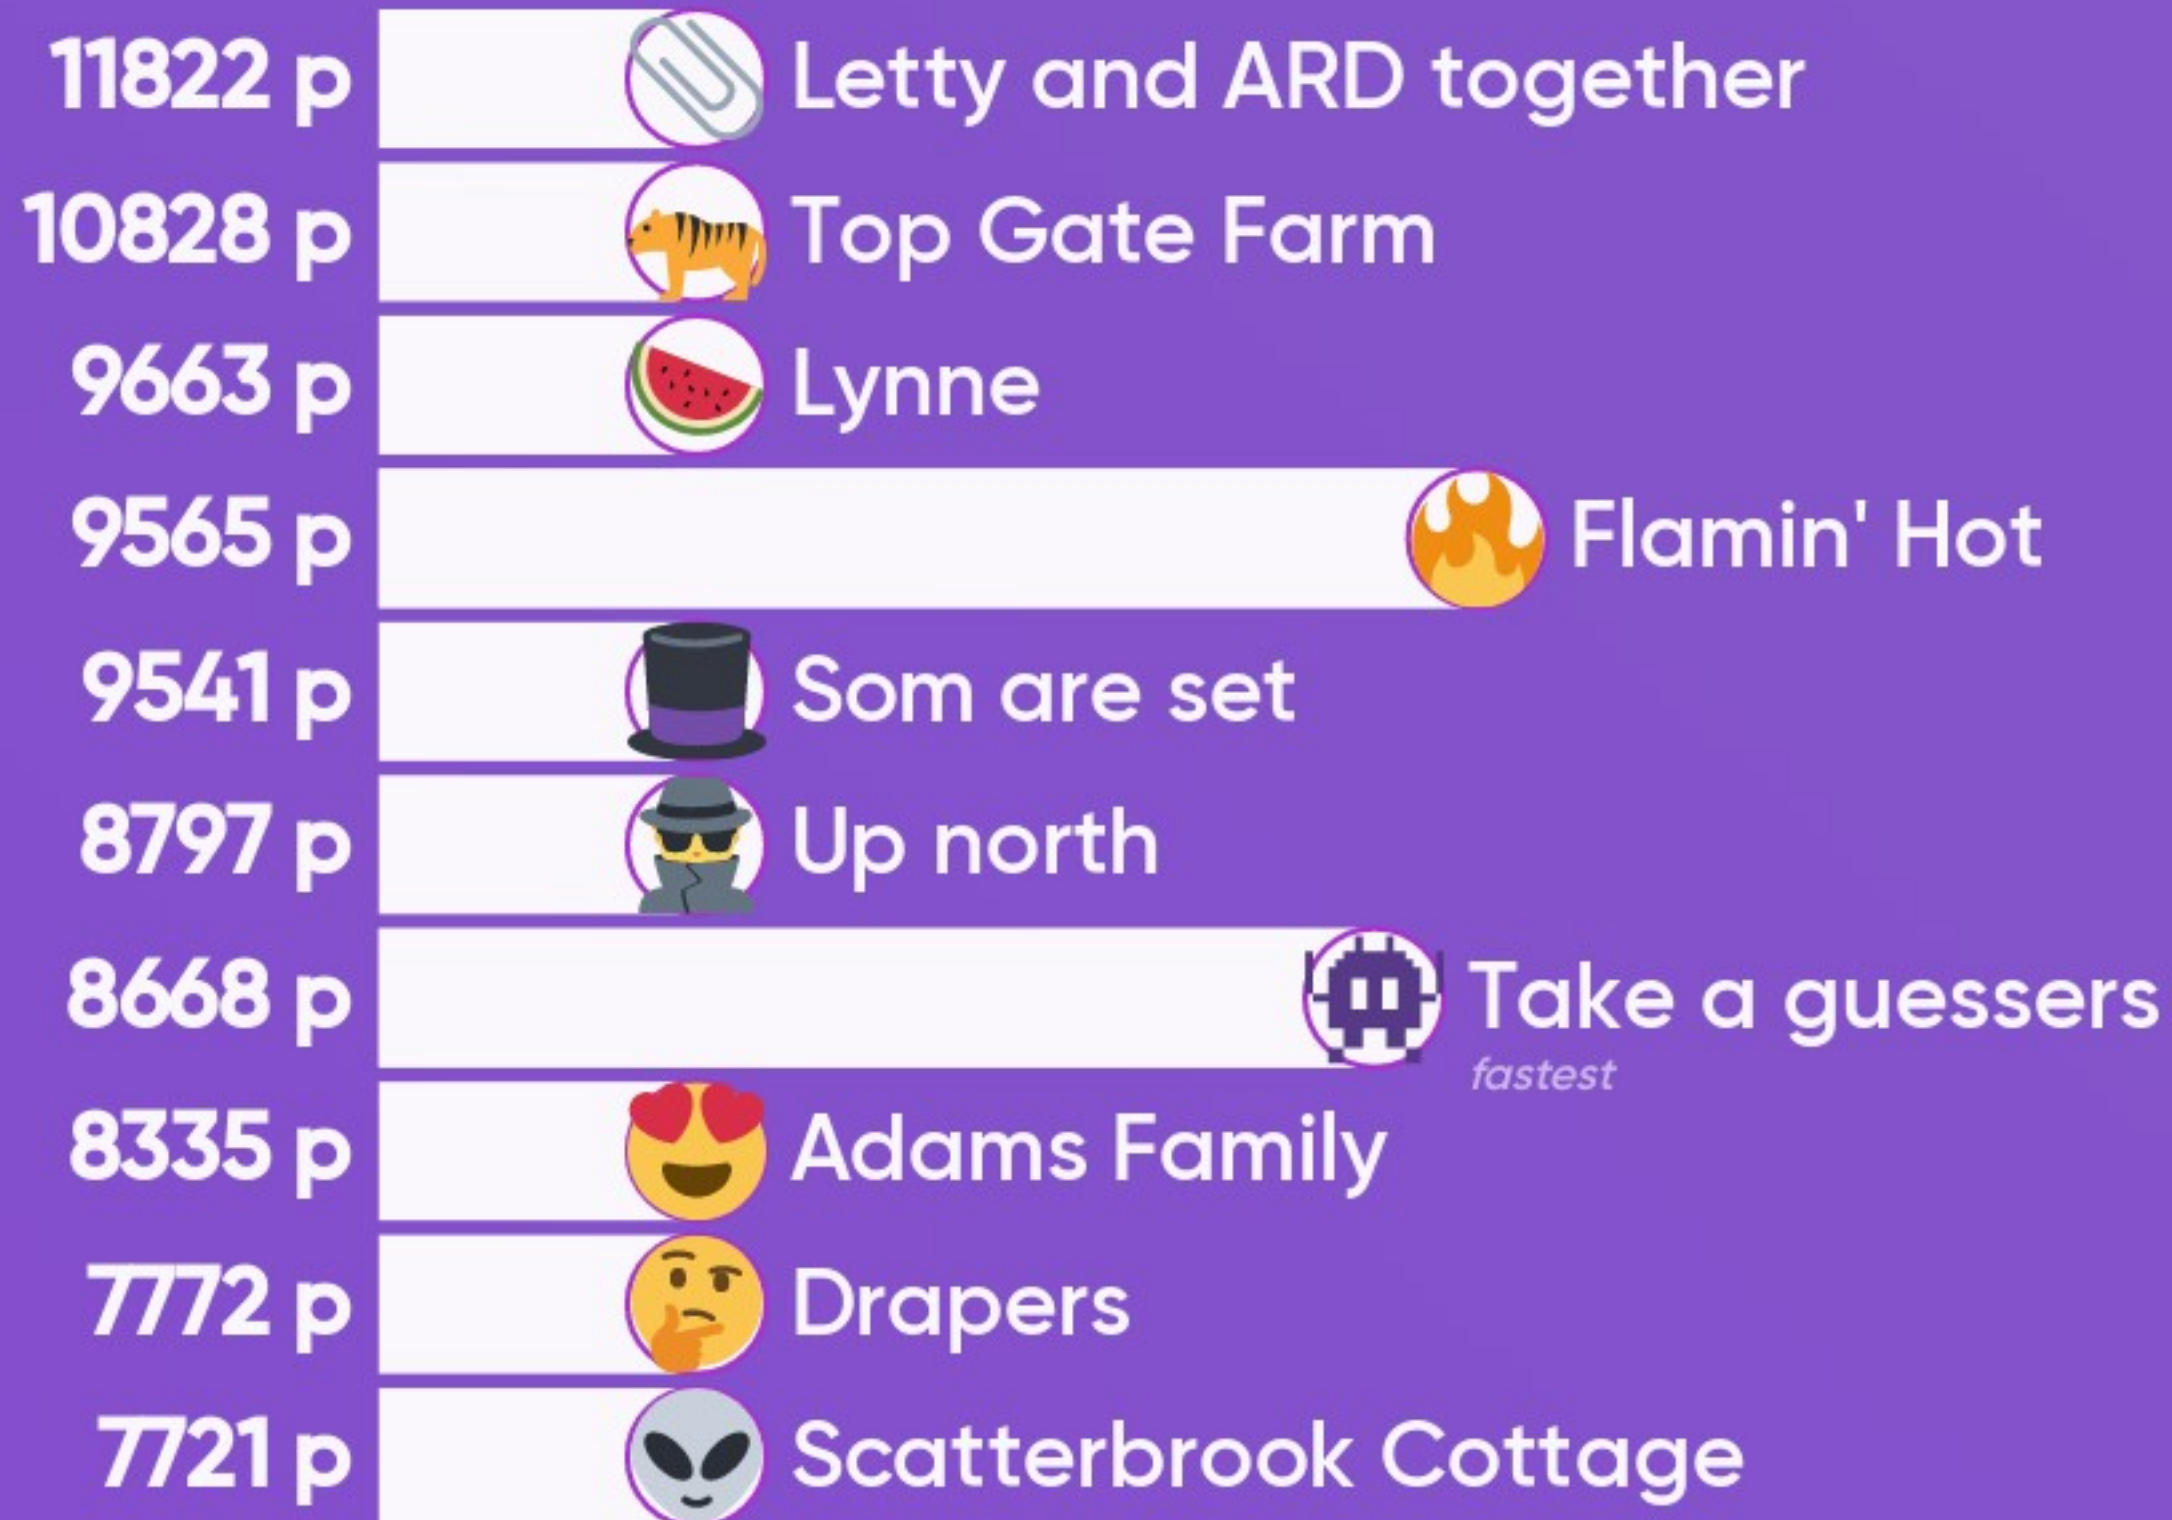 11822 p Letty and ARD together
10828 p Top Gate Farm
9663 p Lynne
9565 p Flamin' Hot
9541 p Som are set
8797 p Up north
8668 p Take a guessers
fastest
8335 p Adams Family
7772 p Drapers
7721 p Scatterbrook Cottage